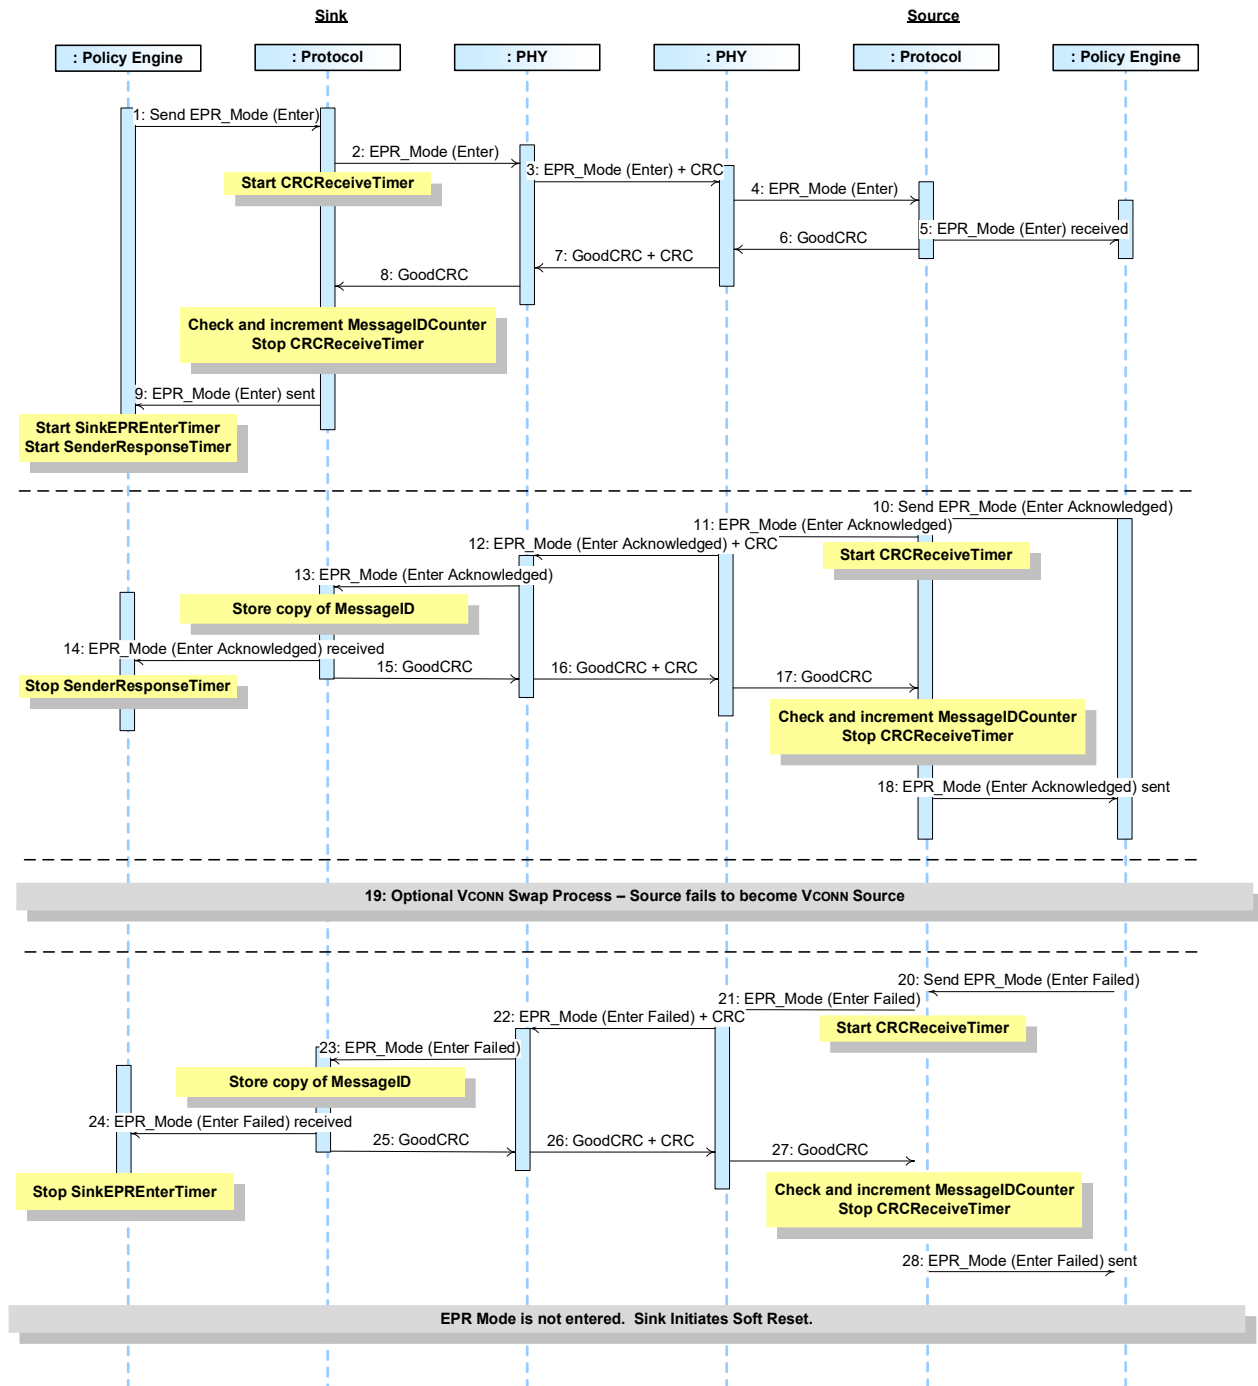 Sink
Source
: Policy Engine
: Protocol
: PHY
: PHY
: Protocol
: Policy Engine
1: Send EPR_Mode (Enter)
2: EPR_Mode (Enter)
Start CRCReceiveTimer
3: EPR_Mode (Enter) + CRC
4: EPR_Mode (Enter)
5: EPR_Mode (Enter) received
6: GoodCRC
7: GoodCRC + CRC
8: GoodCRC
Check and increment MessageIDCounter
Stop CRCReceiveTimer
9: EPR_Mode (Enter) sent
Start SinkEPREnterTimer
Start SenderResponseTimer
10: Send EPR_Mode (Enter Acknowledged)
11: EPR_Mode (Enter Acknowledged)
Start CRCReceiveTimer
12: EPR_Mode (Enter Acknowledged) + CRC
13: EPR_Mode (Enter Acknowledged)
Store copy of MessageID
14: EPR_Mode (Enter Acknowledged) received
15: GoodCRC
16: GoodCRC + CRC
17: GoodCRC
Stop SenderResponseTimer
Check and increment MessageIDCounter
Stop CRCReceiveTimer
18: EPR_Mode (Enter Acknowledged) sent
19: Optional VCONN Swap Process – Source fails to become VCONN Source
20: Send EPR_Mode (Enter Failed)
21: EPR_Mode (Enter Failed)
Start CRCReceiveTimer
22: EPR_Mode (Enter Failed) + CRC
23: EPR_Mode (Enter Failed)
Store copy of MessageID
24: EPR_Mode (Enter Failed) received
25: GoodCRC
26: GoodCRC + CRC
27: GoodCRC
Stop SinkEPREnterTimer
Check and increment MessageIDCounter
Stop CRCReceiveTimer
28: EPR_Mode (Enter Failed) sent
EPR Mode is not entered.  Sink Initiates Soft Reset.